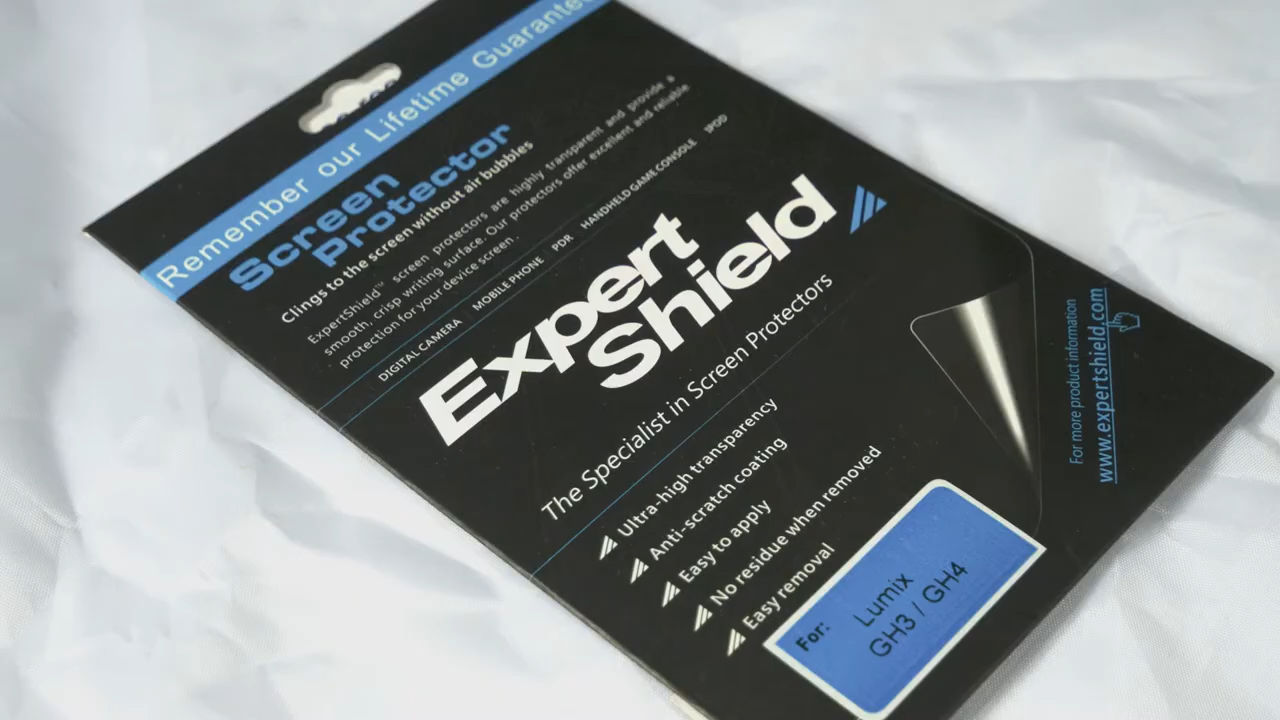 Remember our Lifetime Guarantee
Screen
Protector
Clings to the screen without air bubbles
ExpertShield™ screen protectors are highly transparent and provide a
smooth, crisp writing surface. Our protectors offer excellent and reliable
protection for your device screen.
DIGITAL CAMERA MOBILE PHONE PDR HANDHELD GAME CONSOLE IPOD
Expert
Shield
The Specialist in Screen Protectors
Ultra-high transparency
Anti-scratch coating
Easy to apply
No residue when removed
Easy removal
For: Lumix
GH3 / GH4
For more product information
www.expertshield.com